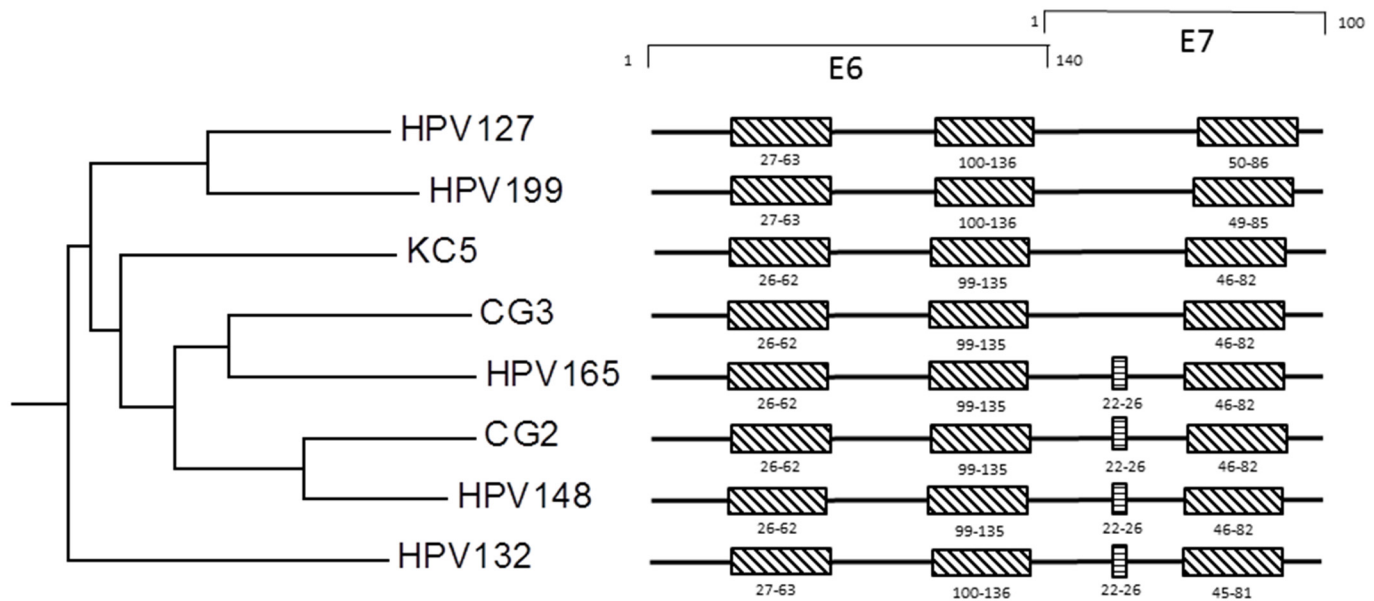 1 E7 100
1 E6 140
HPV127
27-63 100-136 50-86
HPV199
27-63 100-136 49-85
KC5
26-62 99-135 46-82
CG3
26-62 99-135 46-82
HPV165
26-62 99-135 22-26 46-82
CG2
26-62 99-135 22-26 46-82
HPV148
26-62 99-135 22-26 46-82
HPV132
27-63 100-136 22-26 45-81